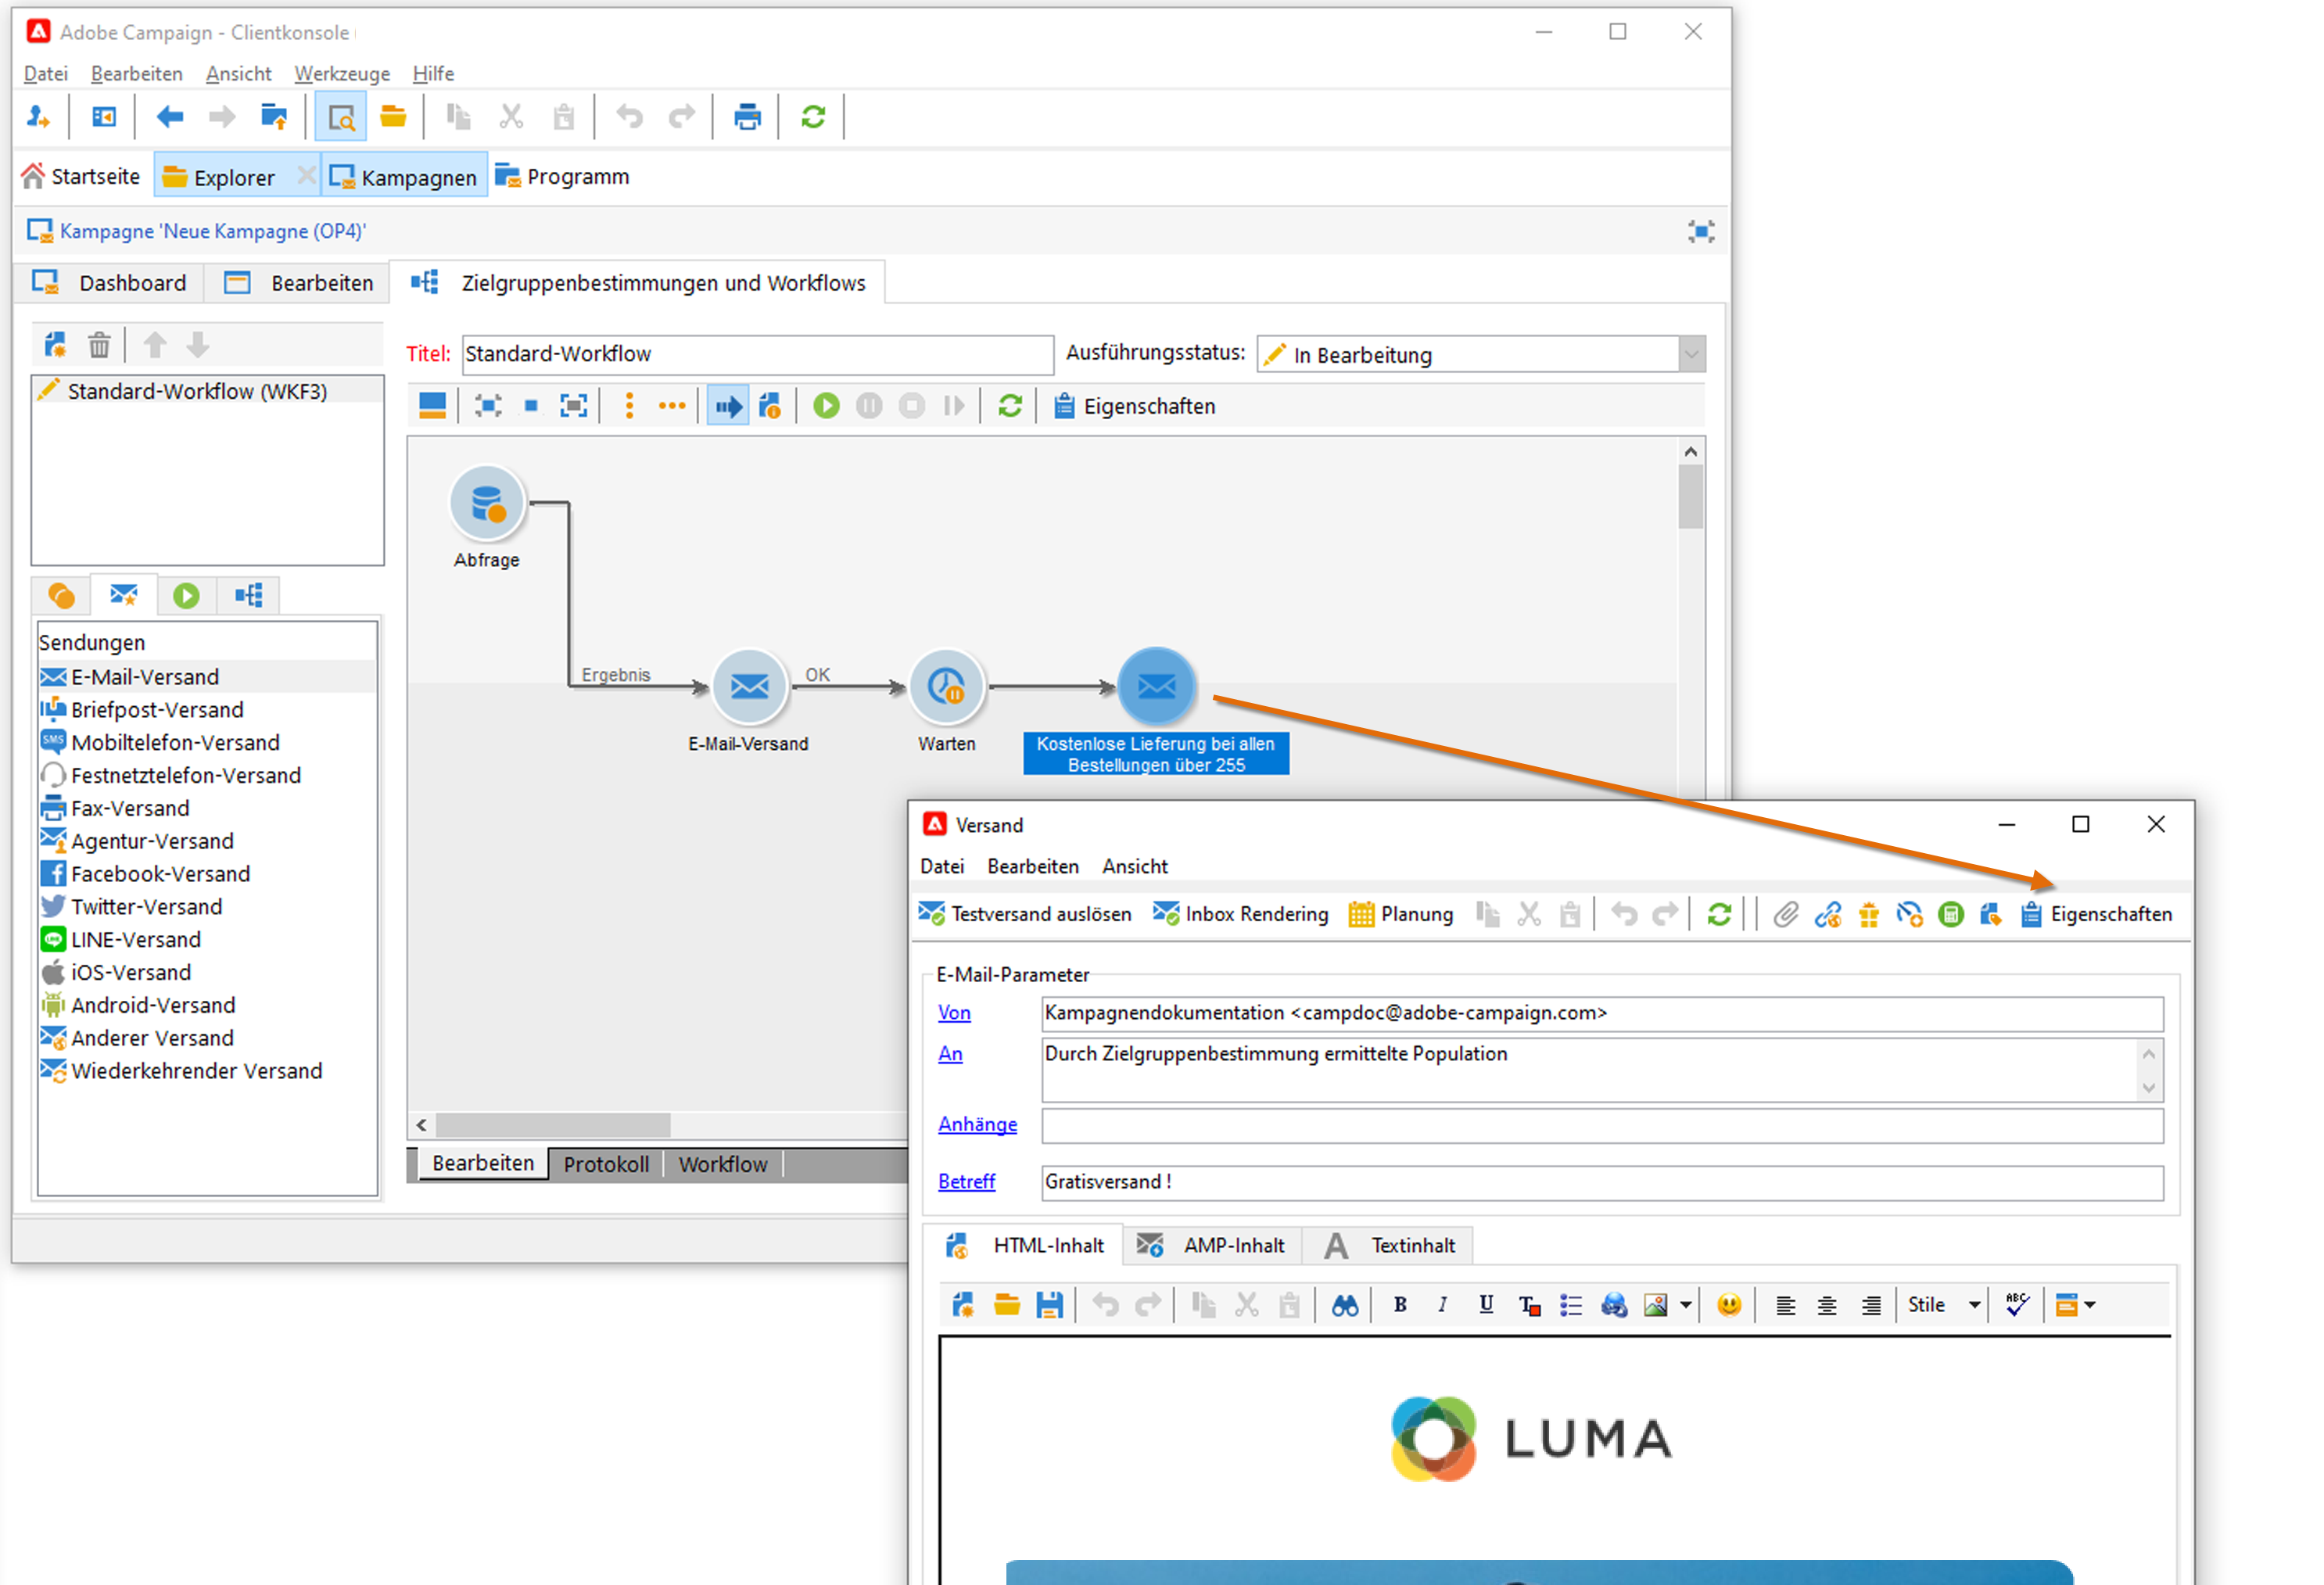 Adobe Campaign - Clientkonsole
Datei Bearbeiten Ansicht Werkzeuge Hilfe
Startseite Explorer Kampagnen Programm
Kampagne 'Neue Kampagne (OP4)'
Dashboard Bearbeiten Zielgruppenbestimmungen und Workflows
Titel: Standard-Workflow Ausführungsstatus: In Bearbeitung
Standard-Workflow (WKF3)
Eigenschaften
Abfrage
Ergebnis
OK
E-Mail-Versand
Warten
Kostenlose Lieferung bei allen
Bestellungen über 255
Sendungen
E-Mail-Versand
Briefpost-Versand
SMS
Mobiltelefon-Versand
Festnetztelefon-Versand
Fax-Versand
Agentur-Versand
Facebook-Versand
Twitter-Versand
LINE-Versand
iOS-Versand
Android-Versand
Anderer Versand
Wiederkehrender Versand
Bearbeiten Protokoll Workflow
Versand
Datei Bearbeiten Ansicht
Testversand auslösen Inbox Rendering Planung Eigenschaften
E-Mail-Parameter
Von Kampagnendokumentation <campdoc@adobe-campaign.com>
An Durch Zielgruppenbestimmung ermittelte Population
Anhänge
Betreff Gratisversand !
HTML-Inhalt AMP-Inhalt A Textinhalt
B I U T Stile ABC
LUMA